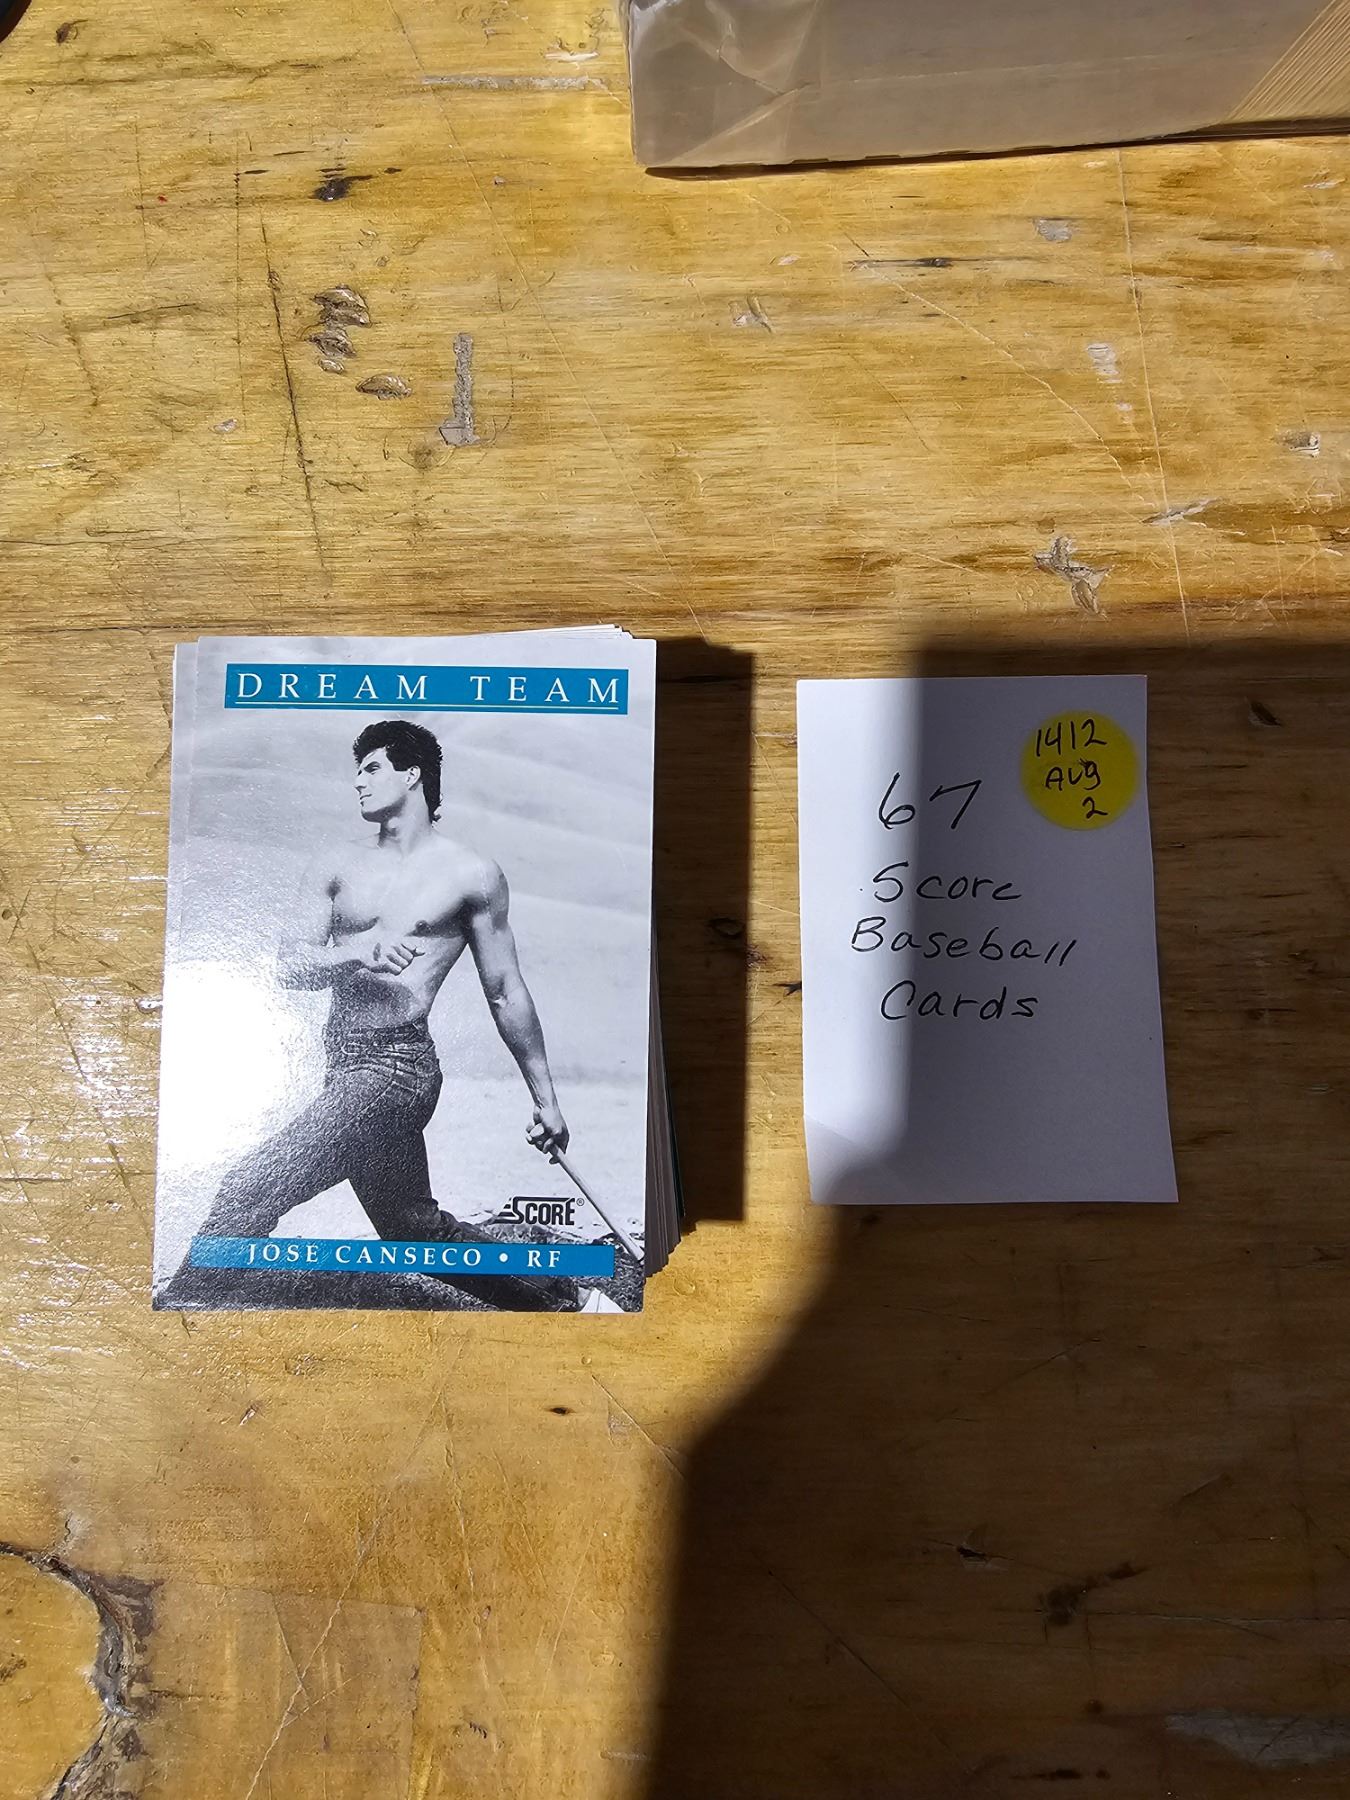 DREAM TEAM
SCORE®
JOSE CANSECO • RF
1412
AUg
2
67
Score
Baseball
Cards